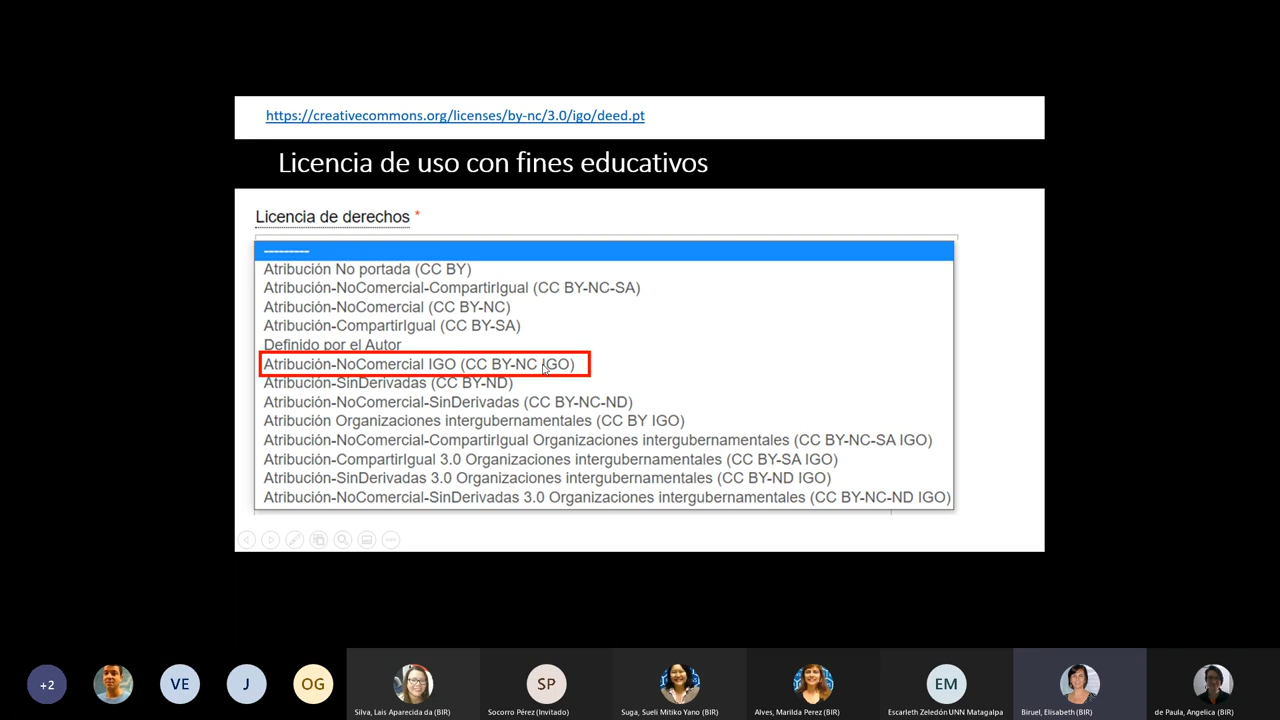 https://creativecommons.org/licenses/by-nc/3.0/igo/deed.pt
Licencia de uso con fines educativos
Licencia de derechos *
---------
Atribución No portada (CC BY)
Atribución-NoComercial-CompartirIgual (CC BY-NC-SA)
Atribución-NoComercial (CC BY-NC)
Atribución-CompartirIgual (CC BY-SA)
Definido por el Autor
Atribución-NoComercial IGO (CC BY-NC IGO)
Atribución-SinDerivadas (CC BY-ND)
Atribución-NoComercial-SinDerivadas (CC BY-NC-ND)
Atribución Organizaciones intergubernamentales (CC BY IGO)
Atribución-NoComercial-CompartirIgual Organizaciones intergubernamentales (CC BY-NC-SA IGO)
Atribución-CompartirIgual 3.0 Organizaciones intergubernamentales (CC BY-SA IGO)
Atribución-SinDerivadas 3.0 Organizaciones intergubernamentales (CC BY-ND IGO)
Atribución-NoComercial-SinDerivadas 3.0 Organizaciones intergubernamentales (CC BY-NC-ND IGO)
+2
VE
J
OG
SP
EM
Silva, Lais Aparecida da (BIR)
Socorro Pérez(Invitado)
Suga, Sueli Mitiko Yano (BIR)
Alves, Marilda Perez (BIR)
Escarleth Zeledón UNN Matagalpa
Biruel, Elisabeth (BIR)
de Paula, Angelica (BIR)